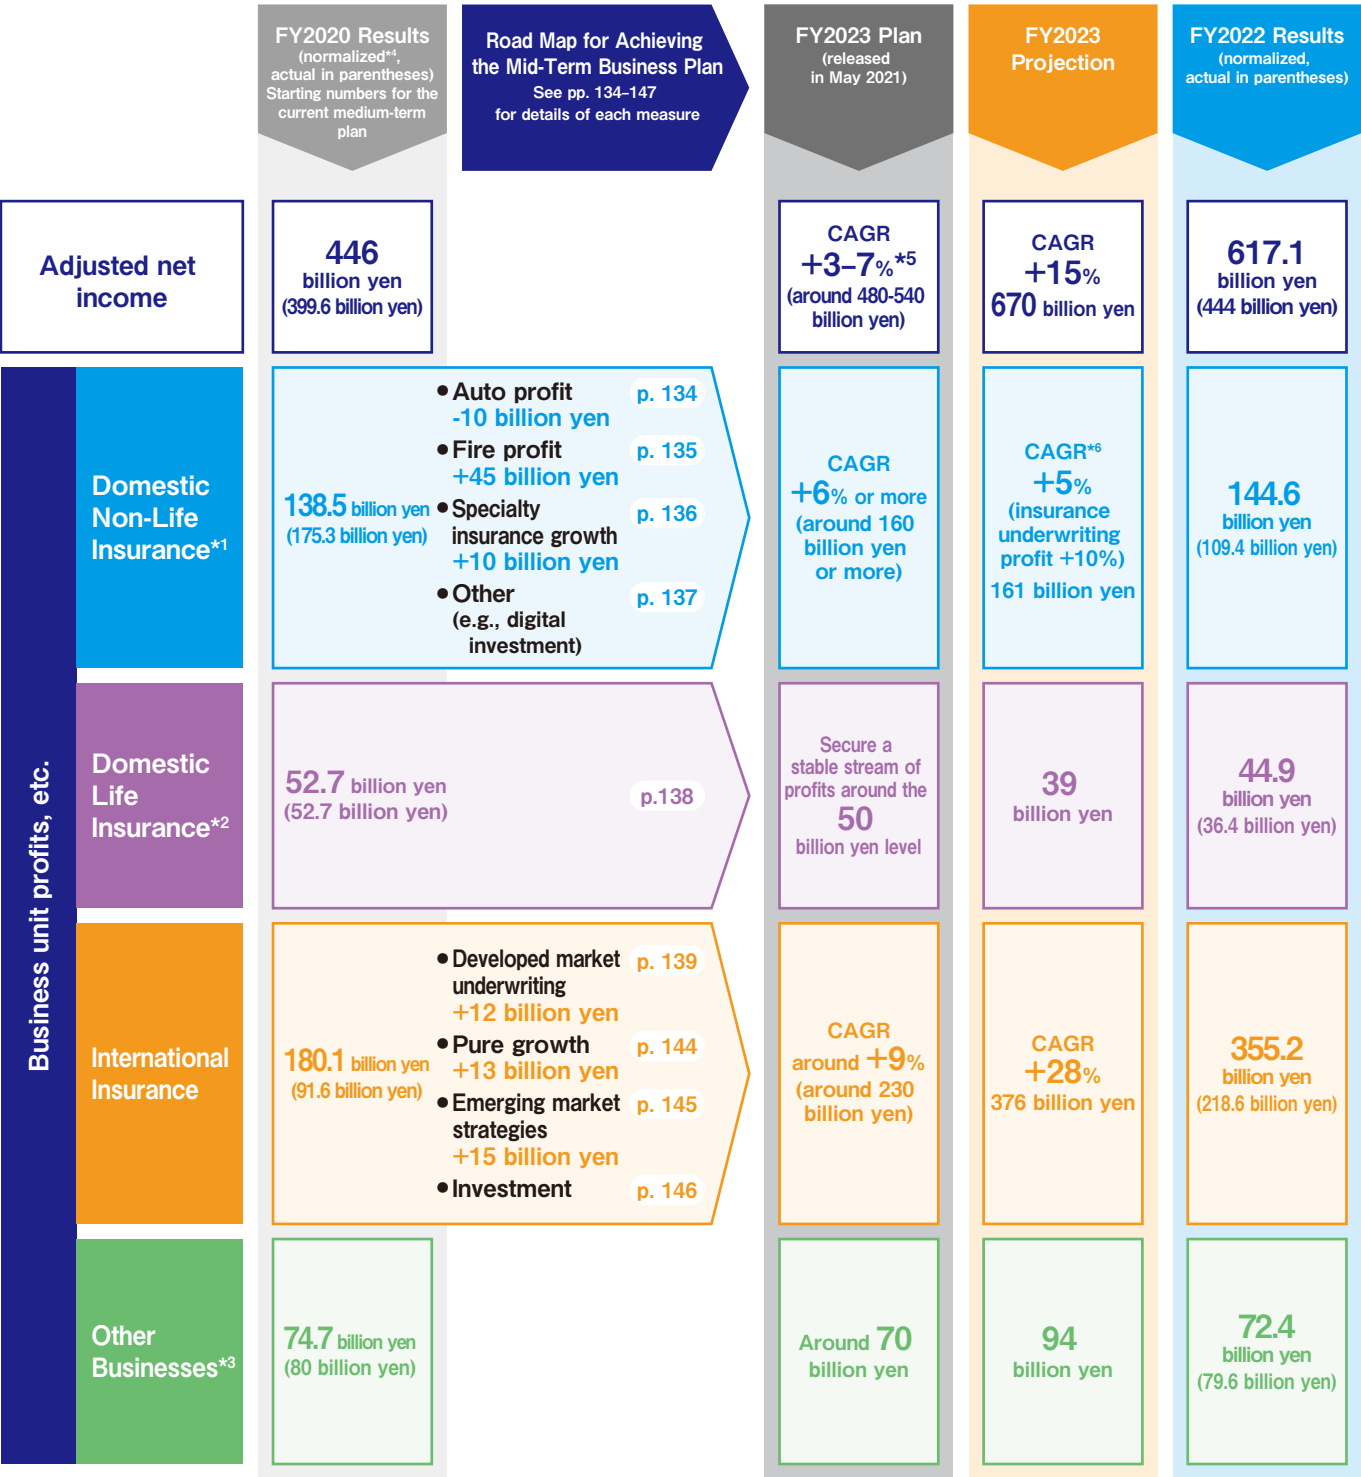 FY2020 Results
(normalized*4,
actual in parentheses)
Starting numbers for the
current medium-term
plan
Road Map for Achieving
the Mid-Term Business Plan
See pp. 134–147
for details of each measure
FY2023 Plan
(released
in May 2021)
FY2023
Projection
FY2022 Results
(normalized,
actual in parentheses)
Adjusted net
income
446
billion yen
(399.6 billion yen)
CAGR
+3–7%*5
(around 480-540
billion yen)
CAGR
+15%
670 billion yen
617.1
billion yen
(444 billion yen)
Business unit profits, etc.
Domestic
Non-Life
Insurance*1
138.5 billion yen
(175.3 billion yen)
● Auto profit p. 134
-10 billion yen
● Fire profit p. 135
+45 billion yen
● Specialty p. 136
insurance growth
+10 billion yen
● Other p. 137
(e.g., digital
investment)
CAGR
+6% or more
(around 160
billion yen
or more)
CAGR*6
+5%
(insurance
underwriting
profit +10%)
161 billion yen
144.6
billion yen
(109.4 billion yen)
Domestic
Life
Insurance*2
52.7 billion yen
(52.7 billion yen)
p.138
Secure a
stable stream of
profits around the
50
billion yen level
39
billion yen
44.9
billion yen
(36.4 billion yen)
International
Insurance
180.1 billion yen
(91.6 billion yen)
● Developed market p. 139
underwriting
+12 billion yen
● Pure growth p. 144
+13 billion yen
● Emerging market p. 145
strategies
+15 billion yen
● Investment p. 146
CAGR
around +9%
(around 230
billion yen)
CAGR
+28%
376 billion yen
355.2
billion yen
(218.6 billion yen)
Other
Businesses*3
74.7 billion yen
(80 billion yen)
Around 70
billion yen
94
billion yen
72.4
billion yen
(79.6 billion yen)